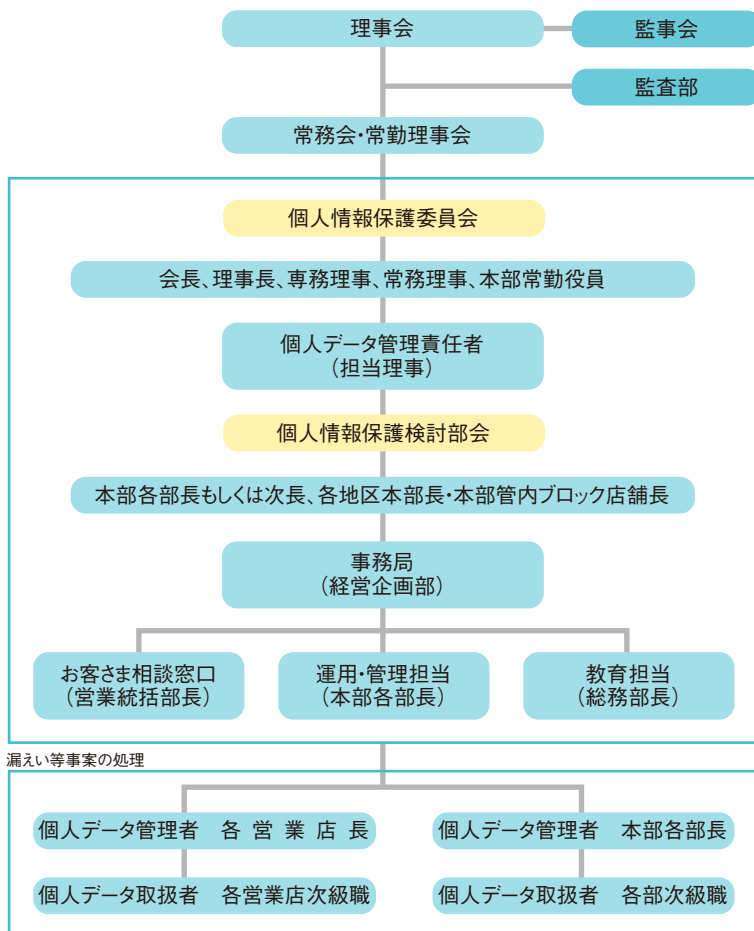 理事会
監事会
監査部
常務会・常勤理事会
個人情報保護委員会
会長、理事長、専務理事、常務理事、本部常勤役員
個人データ管理責任者
（担当理事）
個人情報保護検討部会
本部各部長もしくは次長、各地区本部長・本部管内ブロック店舗長
事務局
（経営企画部）
お客さま相談窓口
（営業統括部長）
運用・管理担当
（本部各部長）
教育担当
（総務部長）
漏えい等事案の処理
個人データ管理者　各 営 業 店 長
個人データ管理者　本部各部長
個人データ取扱者　各営業店次級職
個人データ取扱者　各部次級職